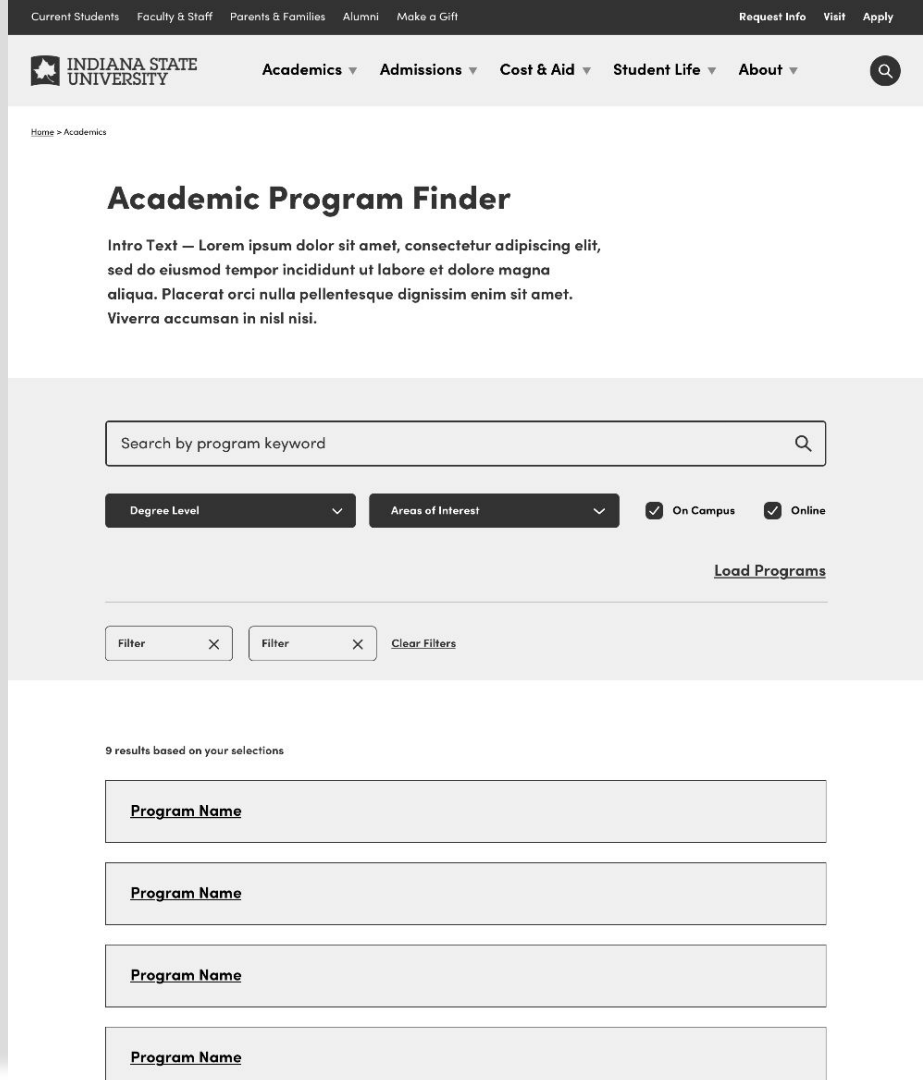 Current Students Faculty & Staff Parents & Families Alumni Make a Gift Request Info Visit Apply
INDIANA STATE
UNIVERSITY
Academics Admissions Cost & Aid Student Life About
Home > Academics
Academic Program Finder
Intro Text — Lorem ipsum dolor sit amet, consectetur adipiscing elit,
sed do eiusmod tempor incididunt ut labore et dolore magna
aliqua. Placerat orci nulla pellentesque dignissim enim sit amet.
Viverra accumsan in nisl nisi.
Search by program keyword
Degree Level Areas of Interest On Campus Online
Load Programs
Filter Filter Clear Filters
9 results based on your selections
Program Name
Program Name
Program Name
Program Name